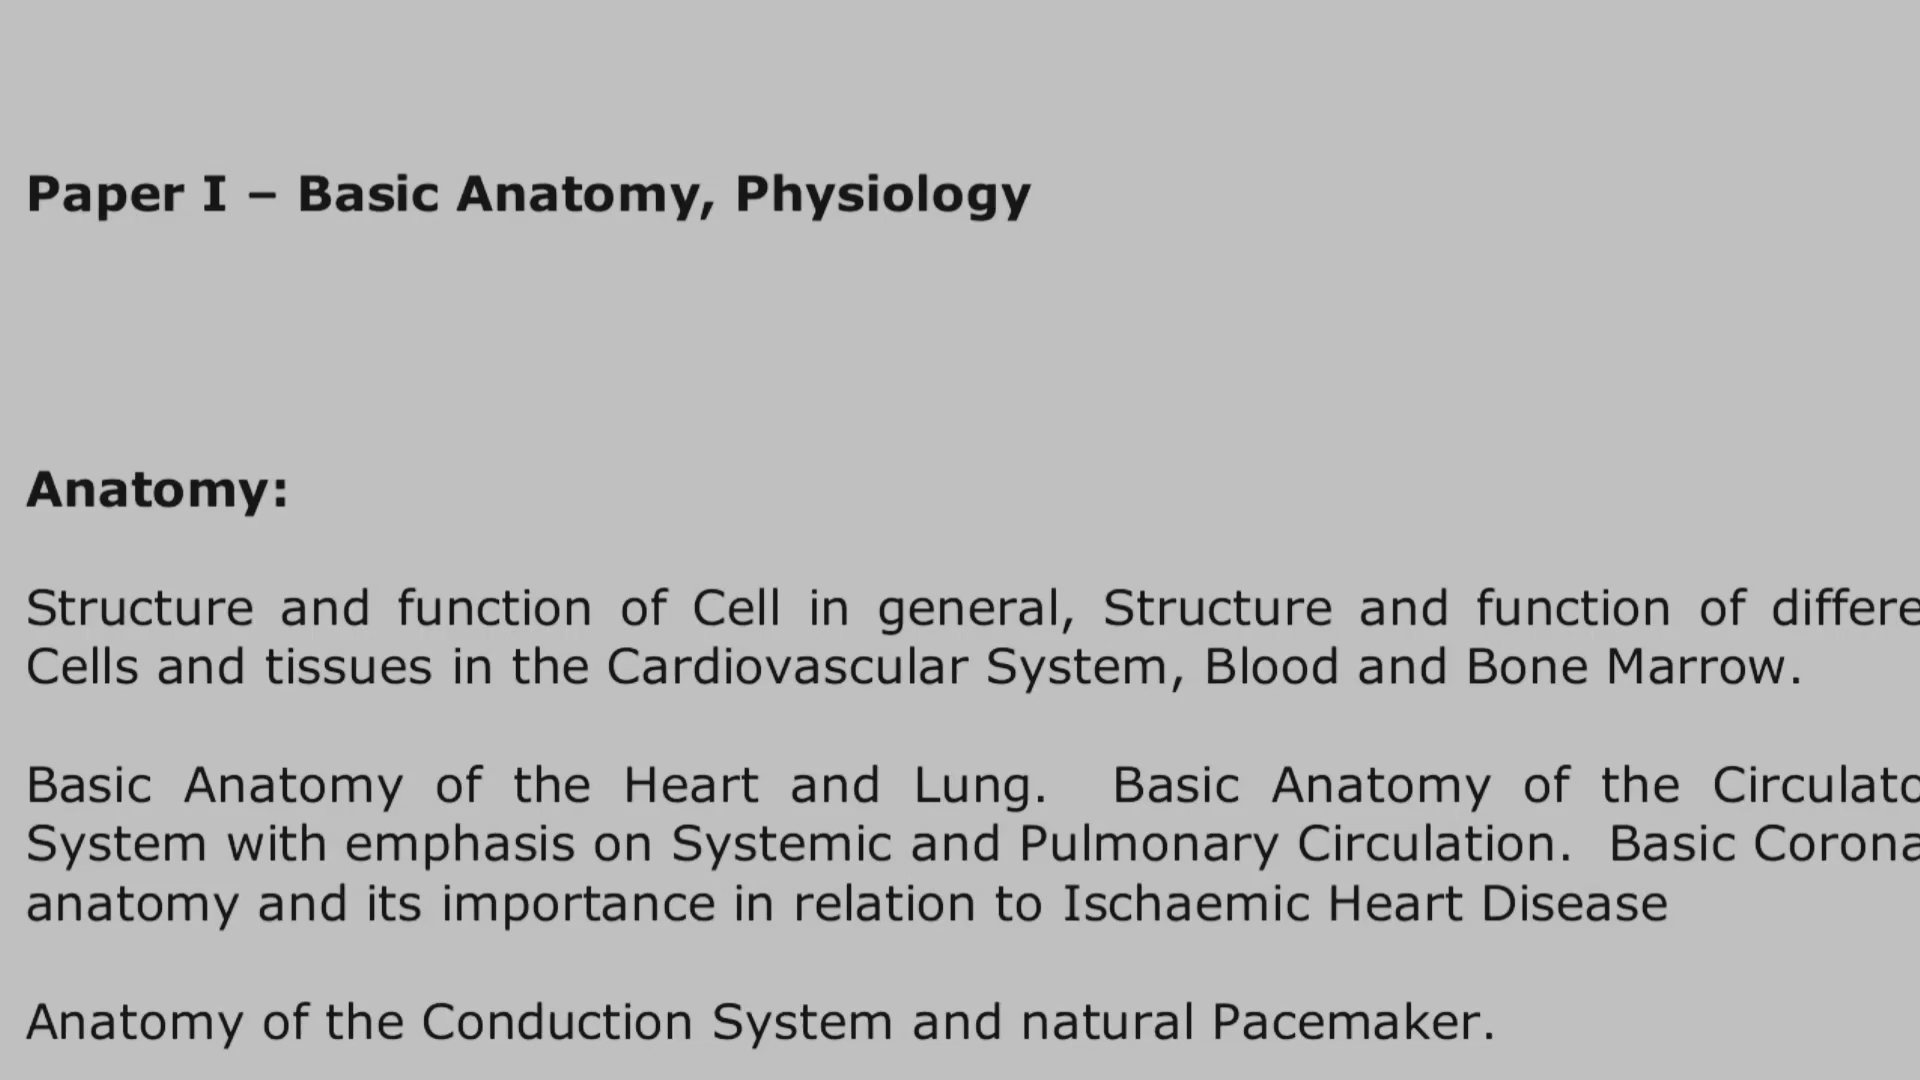 Paper I – Basic Anatomy, Physiology
Anatomy:
Structure and function of Cell in general, Structure and function of differe
Cells and tissues in the Cardiovascular System, Blood and Bone Marrow.
Basic Anatomy of the Heart and Lung. Basic Anatomy of the Circulato
System with emphasis on Systemic and Pulmonary Circulation. Basic Corona
anatomy and its importance in relation to Ischaemic Heart Disease
Anatomy of the Conduction System and natural Pacemaker.